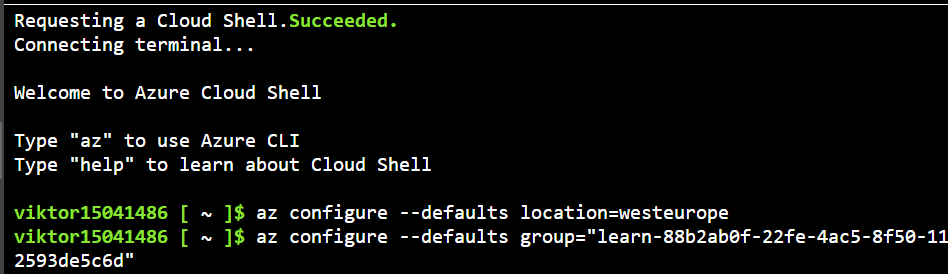 Requesting a Cloud Shell.Succeeded.
Connecting terminal...
Welcome to Azure Cloud Shell
Type "az" to use Azure CLI
Type "help" to learn about Cloud Shell
viktor15041486 [ ~ ]$ az configure --defaults location=westeurope
viktor15041486 [ ~ ]$ az configure --defaults group="learn-88b2ab0f-22fe-4ac5-8f50-11
2593de5c6d"